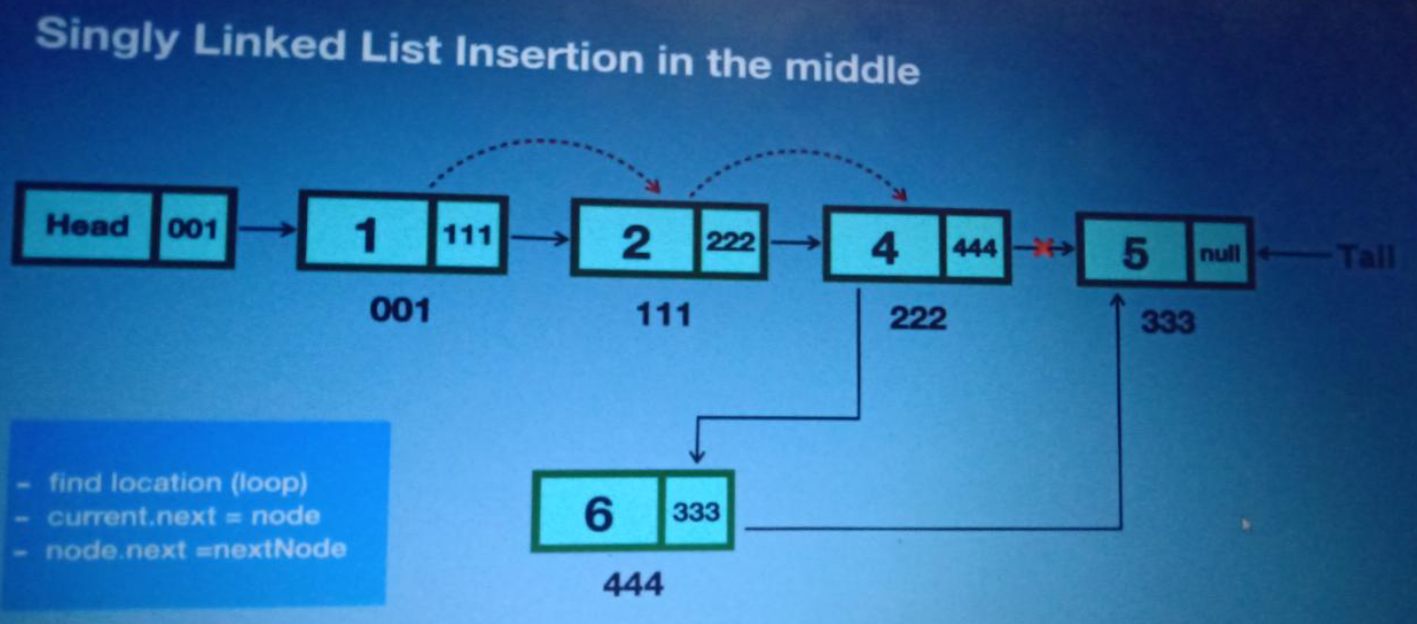 Singly Linked List Insertion in the middle
Head 001 1 111 2 222 4 444 5 null Tail
001 111 222 333
6 333
444
- find location (loop)
- current.next = node
- node.next =nextNode